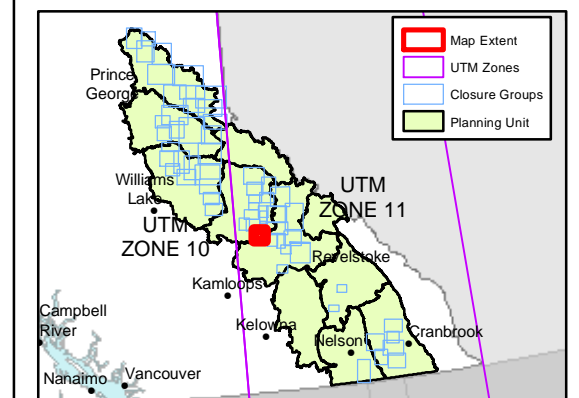 Map Extent
UTM Zones
Closure Groups
Planning Unit
Prince
George
Williams
Lake
UTM
ZONE 10
UTM
ZONE 11
Revelstoke
Kamloops
Campbell
River
Kelowna
Nelson
Cranbrook
Nanaimo
Vancouver